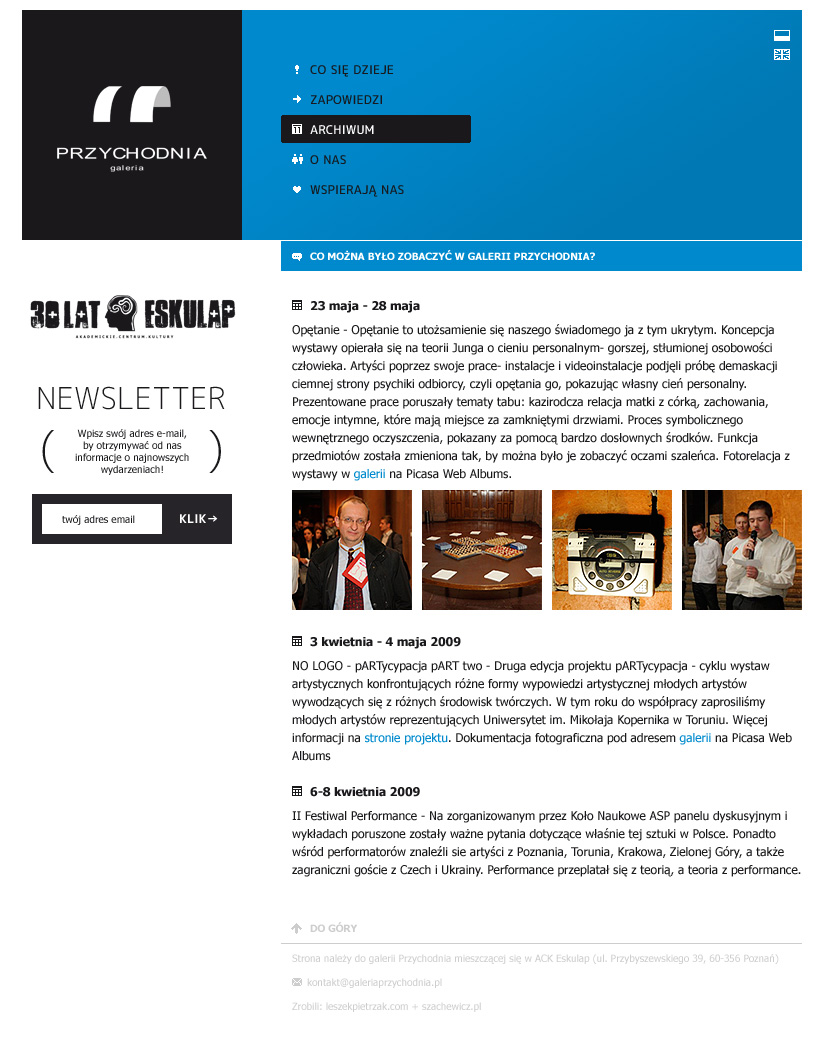 PRZYCHODNIA
galeria
CO SIĘ DZIEJE
ZAPOWIEDZI
ARCHIWUM
O NAS
WSPIERAJĄ NAS
CO MOŻNA BYŁO ZOBACZYĆ W GALERII PRZYCHODNIA?
30 LAT ESKULAP
AKADEMICKIE.CENTRUM.KULTURY
NEWSLETTER
Wpisz swój adres e-mail,
by otrzymywać od nas
informacje o najnowszych
wydarzeniach!
twój adres email
KLIK
23 maja - 28 maja
Opętanie - Opętanie to utożsamienie się naszego świadomego ja z tym ukrytym. Koncepcja
wystawy opierała się na teorii Junga o cieniu personalnym- gorszej, stłumionej osobowości
człowieka. Artyści poprzez swoje prace- instalacje i videoinstalacje podjęli próbę demaskacji
ciemnej strony psychiki odbiorcy, czyli opętania go, pokazując własny cień personalny.
Prezentowane prace poruszały tematy tabu: kazirodcza relacja matki z córką, zachowania,
emocje intymne, które mają miejsce za zamkniętymi drzwiami. Proces symbolicznego
wewnętrznego oczyszczenia, pokazany za pomocą bardzo dosłownych środków. Funkcja
przedmiotów została zmieniona tak, by można było je zobaczyć oczami szaleńca. Fotorelacja z
wystawy w galerii na Picasa Web Albums.
3 kwietnia - 4 maja 2009
NO LOGO - pARTycypacja pART two - Druga edycja projektu pARTycypacja - cyklu wystaw
artystycznych konfrontujących różne formy wypowiedzi artystycznej młodych artystów
wywodzących się z różnych środowisk twórczych. W tym roku do współpracy zaprosiliśmy
młodych artystów reprezentujących Uniwersytet im. Mikołaja Kopernika w Toruniu. Więcej
informacji na stronie projektu. Dokumentacja fotograficzna pod adresem galerii na Picasa Web
Albums
6-8 kwietnia 2009
II Festiwal Performance - Na zorganizowanym przez Koło Naukowe ASP panelu dyskusyjnym i
wykładach poruszone zostały ważne pytania dotyczące właśnie tej sztuki w Polsce. Ponadto
wśród performatorów znaleźli sie artyści z Poznania, Torunia, Krakowa, Zielonej Góry, a także
zagraniczni goście z Czech i Ukrainy. Performance przeplatał się z teorią, a teoria z performance.
DO GÓRY
Strona należy do galerii Przychodnia mieszczącej się w ACK Eskulap (ul. Przybyszewskiego 39, 60-356 Poznań)
kontakt@galeriaprzychodnia.pl
Zrobili: leszekpietrzak.com + szachewicz.pl